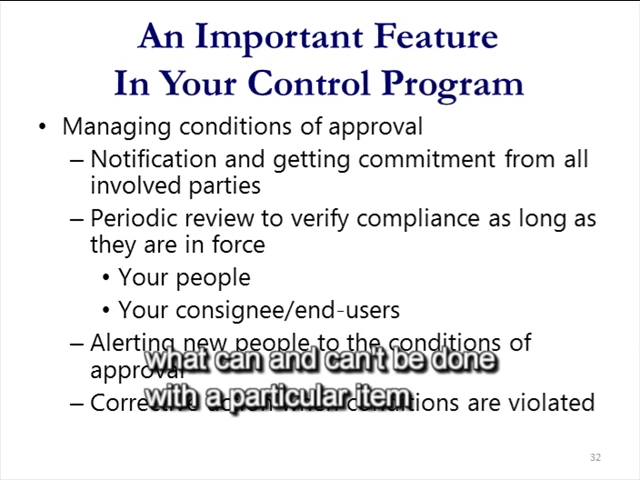 An Important Feature
In Your Control Program
• Managing conditions of approval
– Notification and getting commitment from all
involved parties
– Periodic review to verify compliance as long as
they are in force
• Your people
• Your consignee/end-users
– Alerting new people to the conditions of
approval
what can and can't be done
with a particular item
– Corrective action when conditions are violated
32